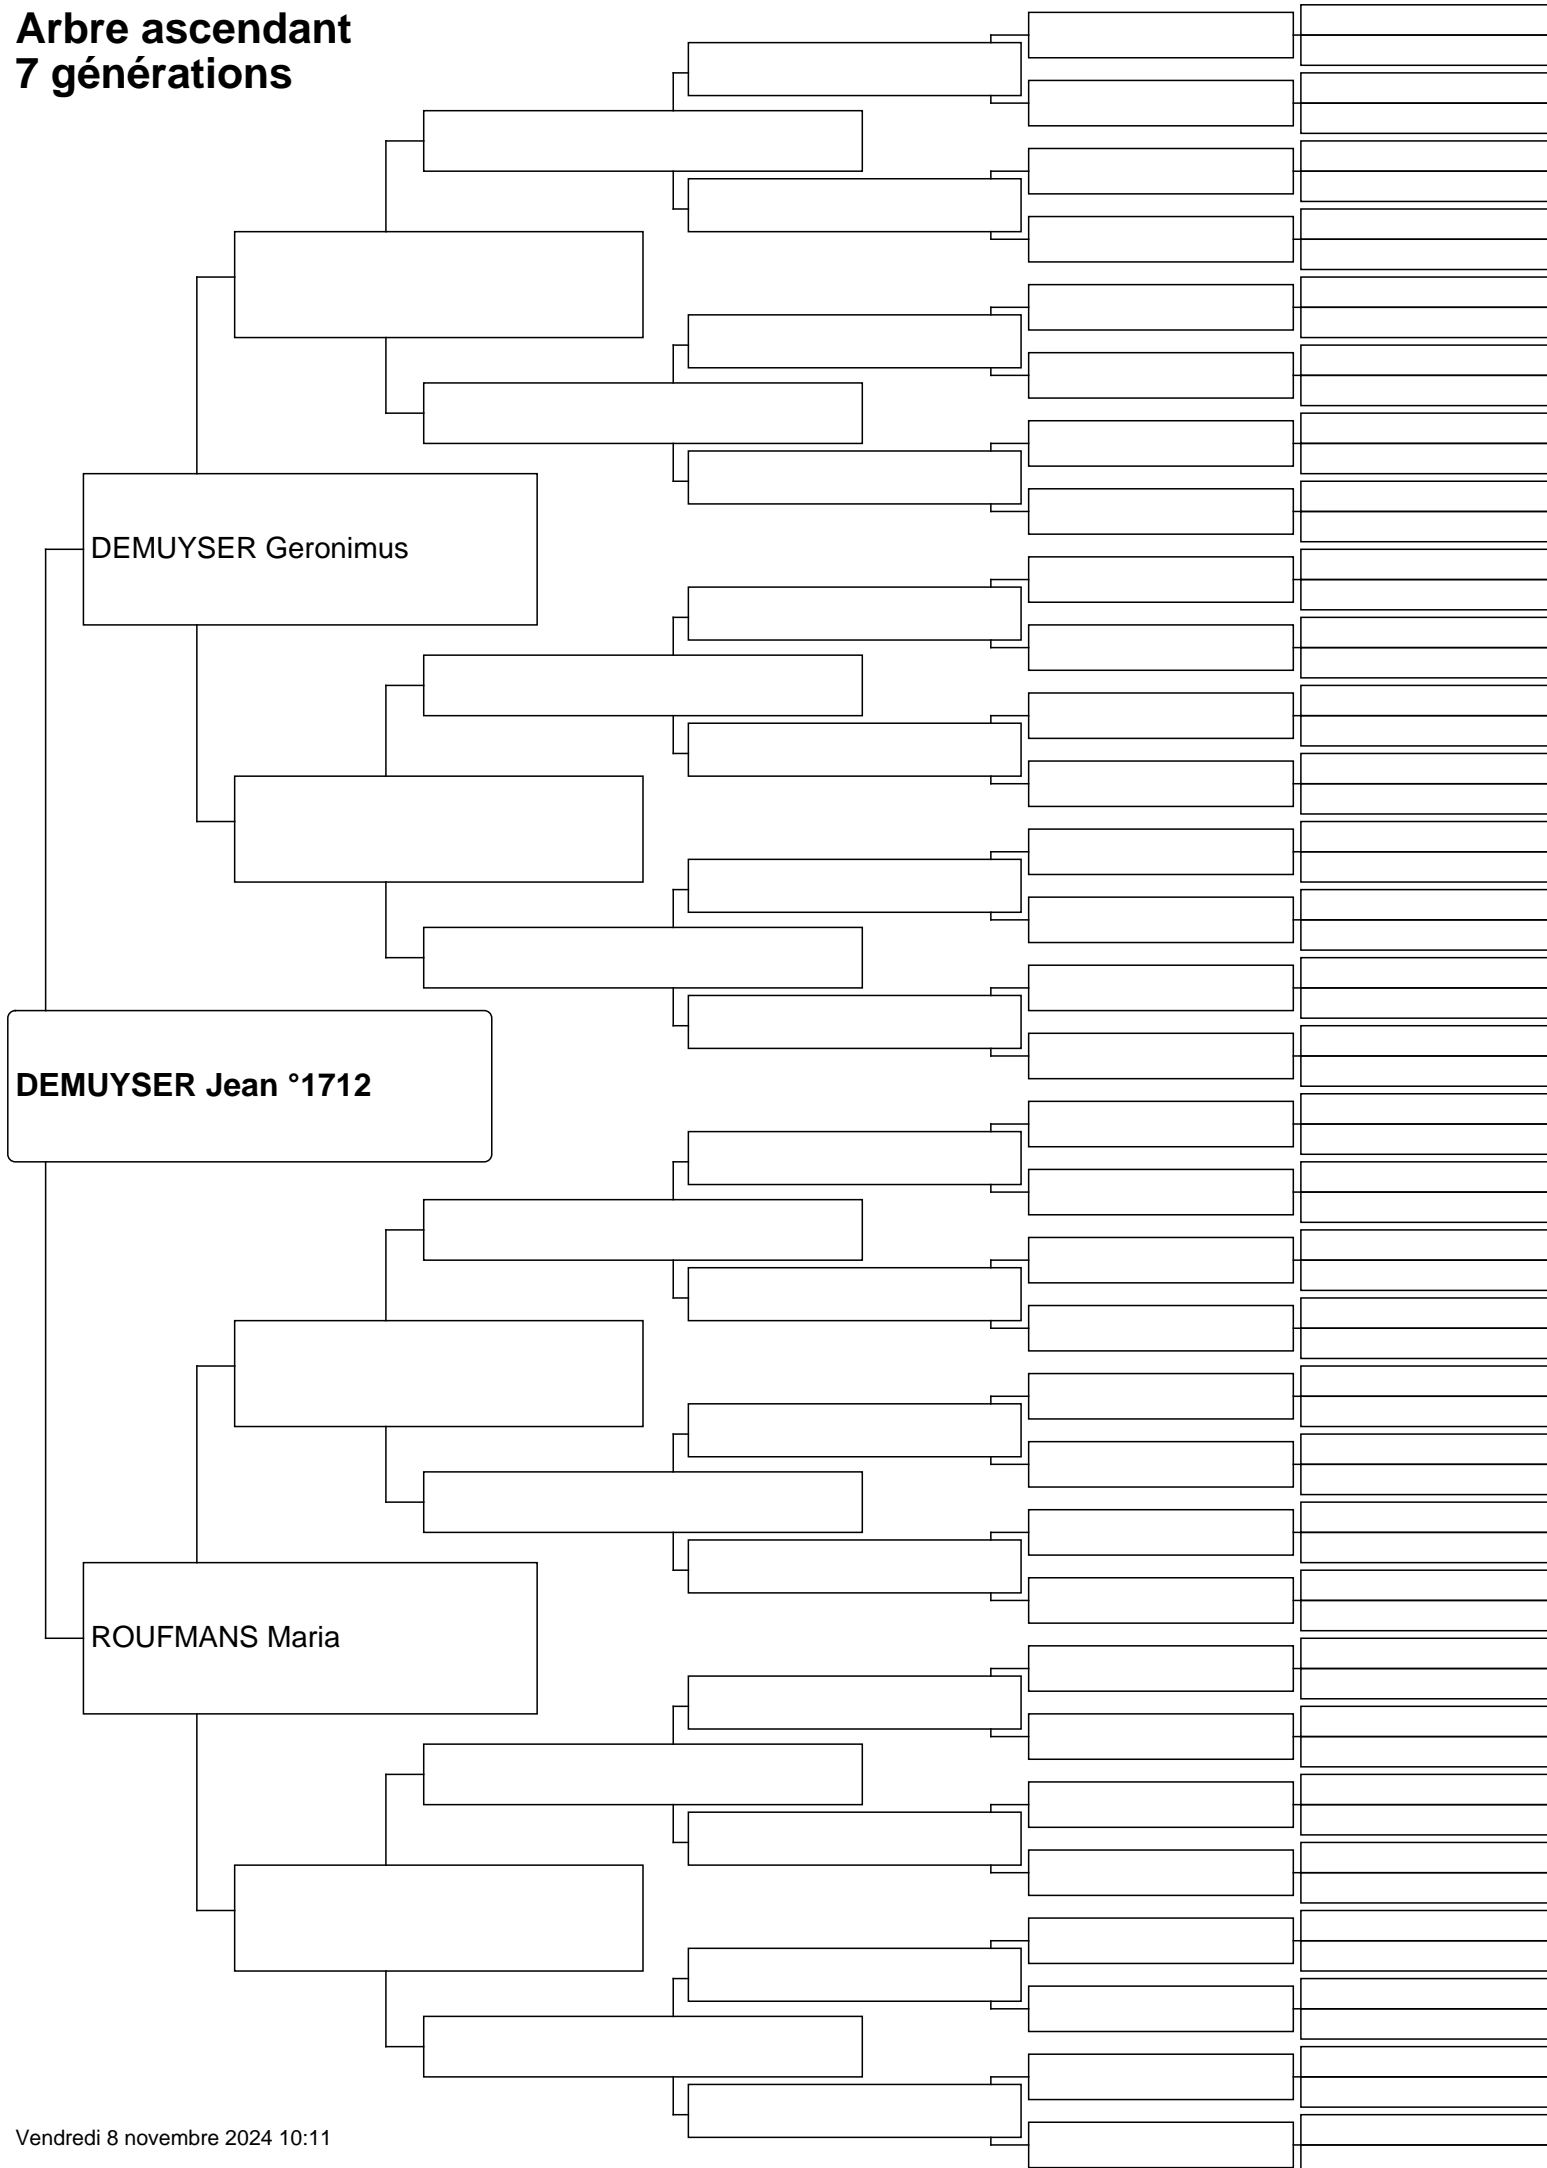 Arbre ascendant
7 générations
DEMUYSER Geronimus
DEMUYSER Jean °1712
ROUFMANS Maria
Vendredi 8 novembre 2024 10:11